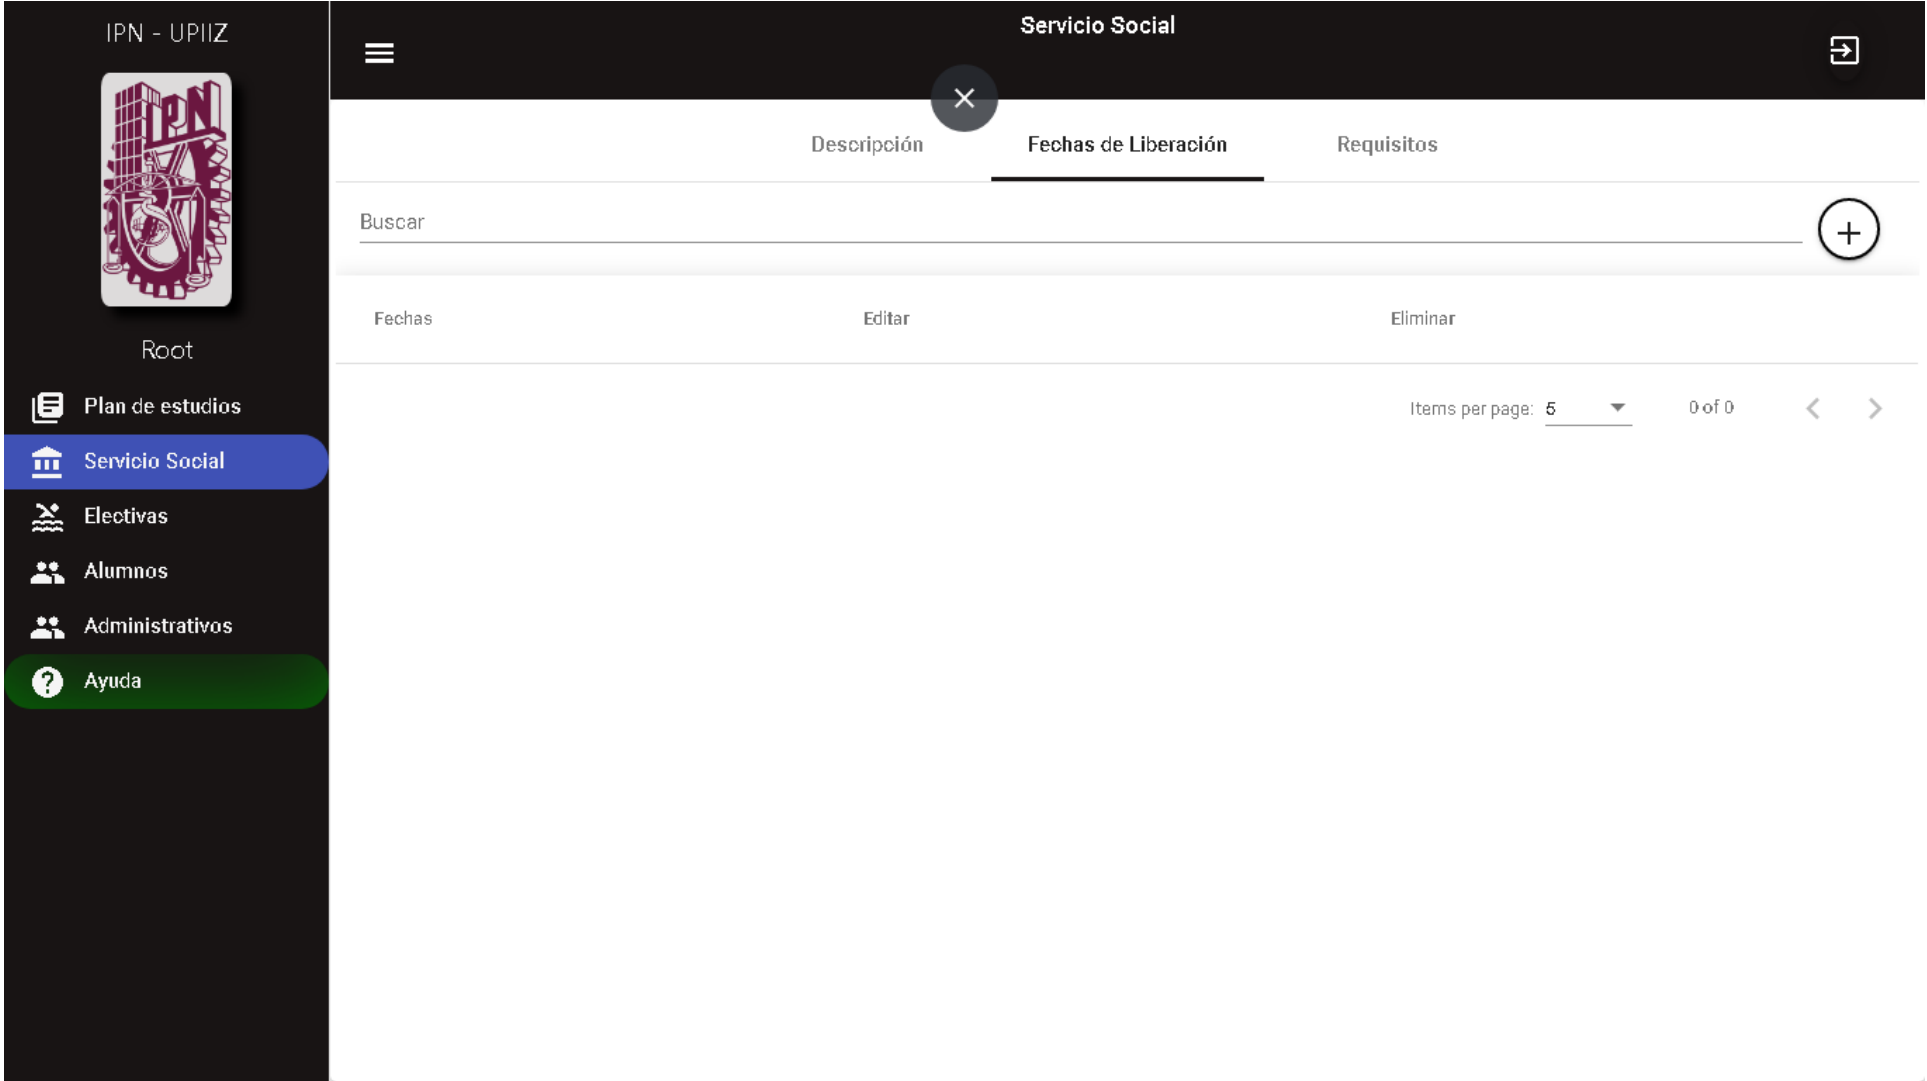 IPN - UPIIZ
IPN
Root
Plan de estudios
Servicio Social
Electivas
Alumnos
Administrativos
Ayuda
Servicio Social
Descripción
Fechas de Liberación
Requisitos
Buscar
Fechas Editar Eliminar
Items per page: 5 0 of 0